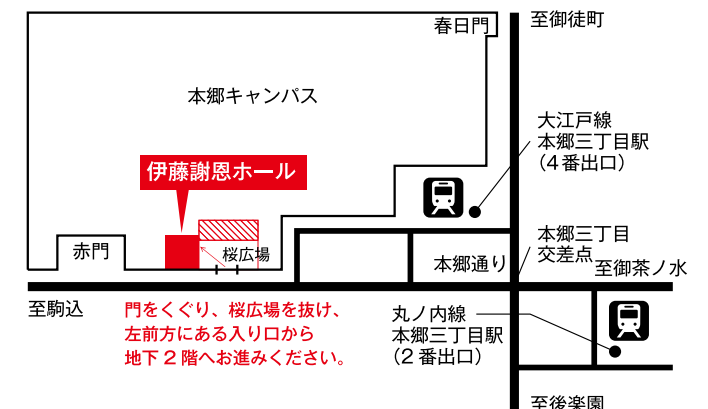 春日門
至御徒町
本郷キャンパス
大江戸線
本郷三丁目駅
（4番出口）
伊藤謝恩ホール
赤門
桜広場
本郷通り
本郷三丁目
交差点
至御茶ノ水
至駒込
門をくぐり、桜広場を抜け、
左前方にある入り口から
地下2階へお進みください。
丸ノ内線
本郷三丁目駅
（2番出口）
至後楽園